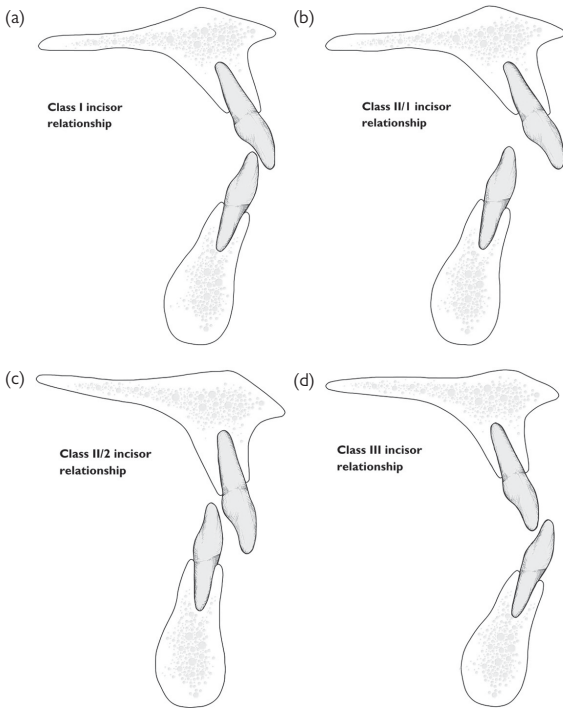 (a)
Class I incisor
relationship
(b)
Class II/1 incisor
relationship
(c)
Class II/2 incisor
relationship
(d)
Class III incisor
relationship